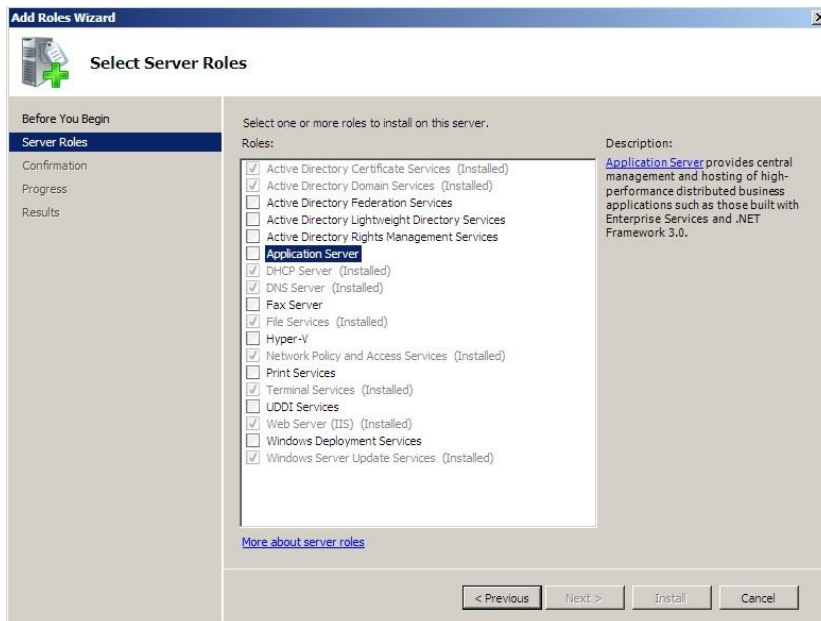 Add Roles Wizard
Select Server Roles
Before You Begin
Server Roles
Confirmation
Progress
Results
Select one or more roles to install on this server.
Roles:
Active Directory Certificate Services (Installed)
Active Directory Domain Services (Installed)
Active Directory Federation Services
Active Directory Lightweight Directory Services
Active Directory Rights Management Services
Application Server
DHCP Server (Installed)
DNS Server (Installed)
Fax Server
File Services (Installed)
Hyper-V
Network Policy and Access Services (Installed)
Print Services
Terminal Services (Installed)
UDDI Services
Web Server (IIS) (Installed)
Windows Deployment Services
Windows Server Update Services (Installed)
More about server roles
Description:
Application Server provides central
management and hosting of high-
performance distributed business
applications such as those built with
Enterprise Services and .NET
Framework 3.0.
< Previous
Next >
Install
Cancel